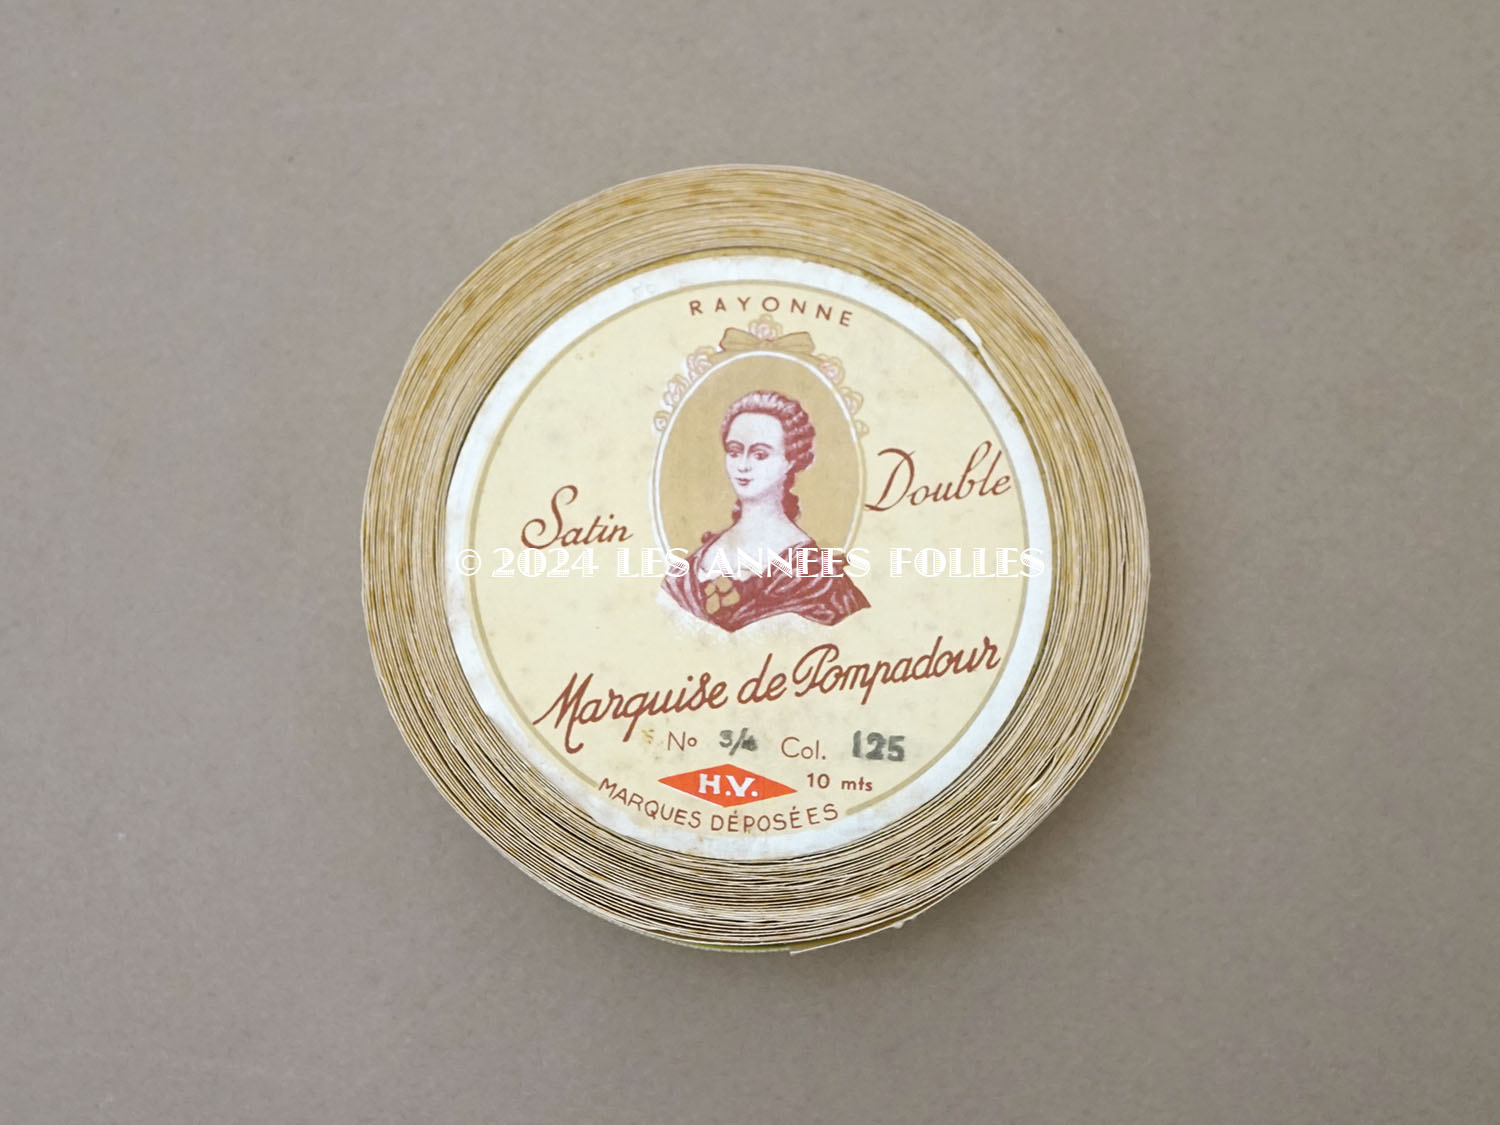 RAYONNE
Satin Double
© 2024 LES ANNEES FOLLES
Marquise de Pompadour
No 3/4 Col. 125
H.V. 10 mts
MARQUES DÉPOSÉES